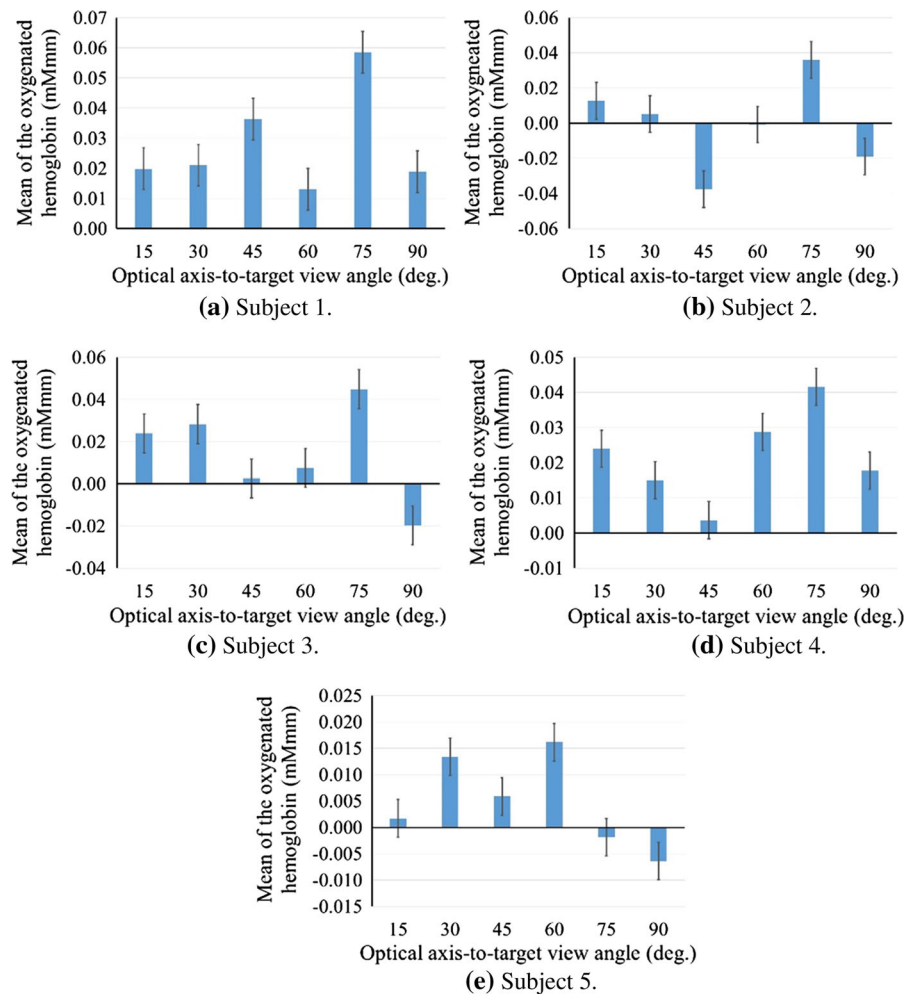 Mean of the oxygenated
hemoglobin (mMmm)
0.07
0.06
0.05
0.04
0.03
0.02
0.01
0.00
15 30 45 60 75 90
Optical axis-to-target view angle (deg.)
(a) Subject 1.
Mean of the oxygneated
hemoglobin (mMmm)
0.06
0.04
0.02
0.00
-0.02
-0.04
-0.06
15 30 45 60 75 90
Optical axis-to-target view angle (deg.)
(b) Subject 2.
Mean of the oxygenated
hemoglobin (mMmm)
0.06
0.04
0.02
0.00
-0.02
-0.04
15 30 45 60 75 90
Optical axis-to-target view angle (deg.)
(c) Subject 3.
Mean of the oxygenated
hemoglobin (mMmm)
0.05
0.04
0.03
0.02
0.01
0.00
-0.01
15 30 45 60 75 90
Optical axis-to-target view angle (deg.)
(d) Subject 4.
Mean of the oxygenated
hemoglobin (mMmm)
0.025
0.020
0.015
0.010
0.005
0.000
-0.005
-0.010
-0.015
15 30 45 60 75 90
Optical axis-to-target view angle (deg.)
(e) Subject 5.